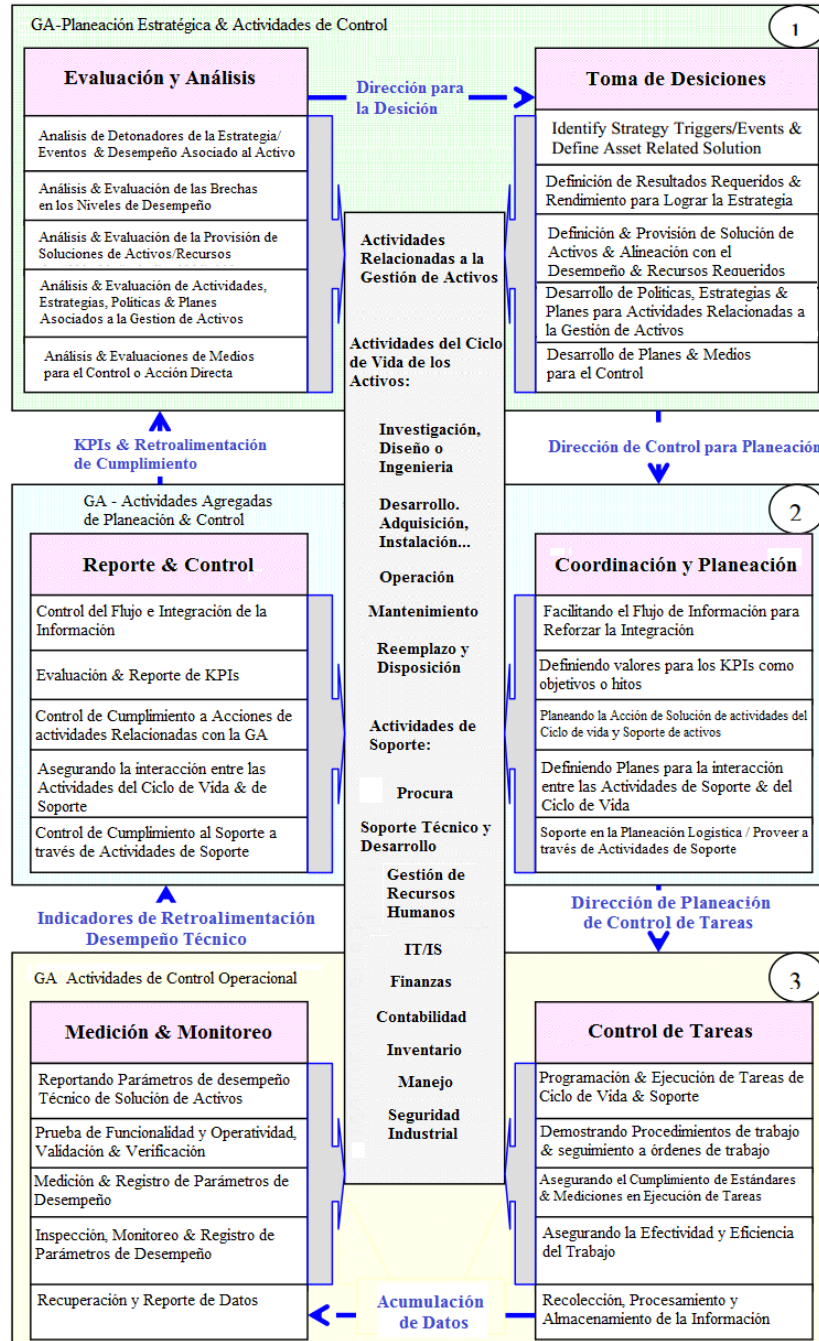 GA-Planeación Estratégica & Actividades de Control
1
Evaluación y Análisis
Analisis de Detonadores de la Estrategia/
Eventos & Desempeño Asociado al Activo
Análisis & Evaluación de las Brechas
en los Niveles de Desempeño
Análisis & Evaluación de la Provisión de
Soluciones de Activos/Recursos
Análisis & Evaluación de Actividades,
Estrategias, Políticas & Planes
Asociados a la Gestion de Activos
Análisis & Evaluaciones de Medios
para el Control o Acción Directa
Dirección para
la Desición
Toma de Desiciones
Identify Strategy Triggers/Events &
Define Asset Related Solution
Definición de Resultados Requeridos &
Rendimiento para Lograr la Estrategia
Definición & Provisión de Solución de
Activos & Alineación con el
Desempeño & Recursos Requeridos
Desarrollo de Políticas, Estrategias &
Planes para Actividades Relacionadas a
la Gestión de Activos
Desarrollo de Planes & Medios
para el Control
Actividades
Relacionadas a la
Gestión de Activos
Actividades del Ciclo
de Vida de los
Activos:
Investigación,
Diseño o
Ingenieria
Desarrollo.
Adquisición,
Instalación...
Operación
Mantenimiento
Reemplazo y
Disposición
Actividades de
Soporte:
Procura
Soporte Técnico y
Desarrollo
Gestión de
Recursos
Humanos
IT/IS
Finanzas
Contabilidad
Inventario
Manejo
Seguridad
Industrial
KPIs & Retroalimentación
de Cumplimiento
Dirección de Control para Planeación
GA - Actividades Agregadas
de Planeación & Control
2
Reporte & Control
Control del Flujo e Integración de la
Información
Evaluación & Reporte de KPIs
Control de Cumplimiento a Acciones de
actividades Relacionadas con la GA
Asegurando la interacción entre las
Actividades del Ciclo de Vida & de
Soporte
Control de Cumplimiento al Soporte a
través de Actividades de Soporte
Coordinación y Planeación
Facilitando el Flujo de Información para
Reforzar la Integración
Definiendo valores para los KPIs como
objetivos o hitos
Planeando la Acción de Solución de actividades del
Ciclo de vida y Soporte de activos
Definiendo Planes para la interacción
entre las Actividades de Soporte & del
Ciclo de Vida
Soporte en la Planeación Logística / Proveer a
través de Actividades de Soporte
Indicadores de Retroalimentación
Desempeño Técnico
Dirección de Planeación
de Control de Tareas
GA Actividades de Control Operacional
3
Medición & Monitoreo
Reportando Parámetros de desempeño
Técnico de Solución de Activos
Prueba de Funcionalidad y Operatividad,
Validación & Verificación
Medición & Registro de Parámetros de
Desempeño
Inspección, Monitoreo & Registro de
Parámetros de Desempeño
Recuperación y Reporte de Datos
Control de Tareas
Programación & Ejecución de Tareas de
Ciclo de Vida & Soporte
Demostrando Procedimientos de trabajo
& seguimiento a órdenes de trabajo
Asegurando el Cumplimiento de Estándares
& Mediciones en Ejecución de Tareas
Asegurando la Efectividad y Eficiencia
del Trabajo
Recolección, Procesamiento y
Almacenamiento de la Información
Acumulación
de Datos